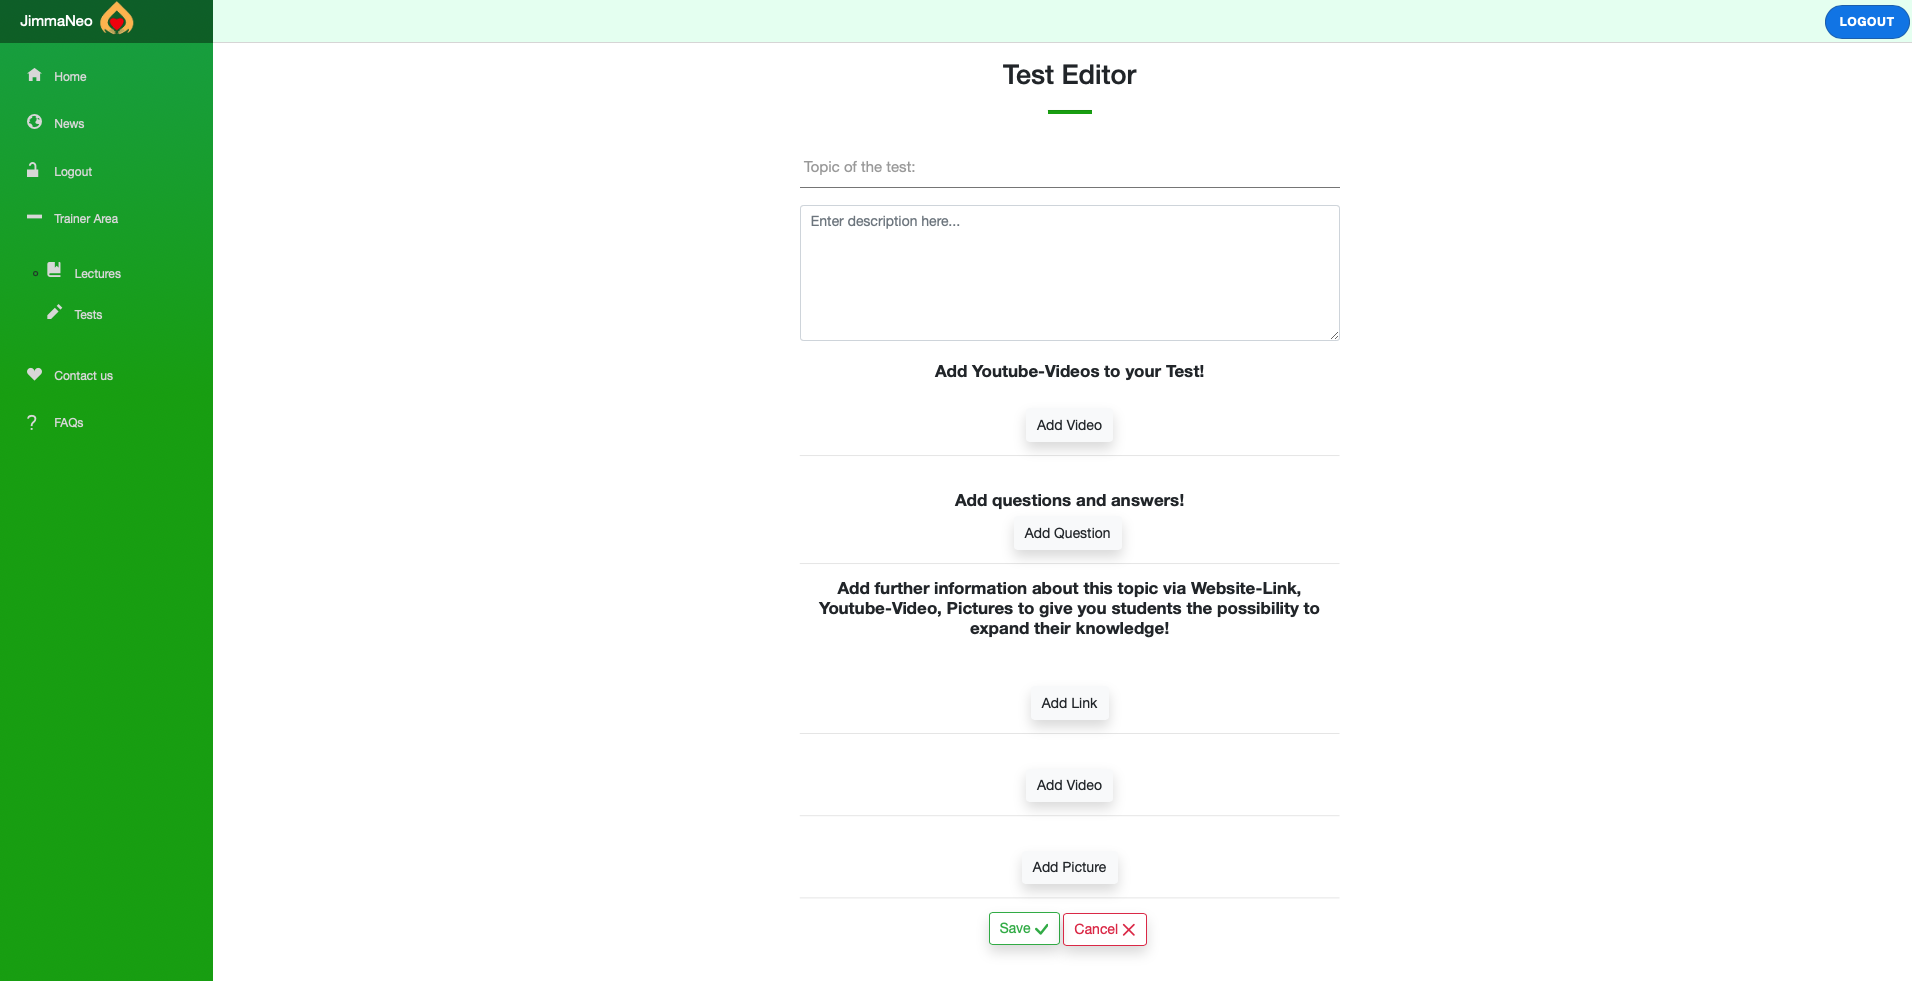 JimmaNeo
LOGOUT
Home
News
Logout
Trainer Area
Lectures
Tests
Contact us
FAQs
Test Editor
Topic of the test:
Enter description here...
Add Youtube-Videos to your Test!
Add Video
Add questions and answers!
Add Question
Add further information about this topic via Website-Link,
Youtube-Video, Pictures to give you students the possibility to
expand their knowledge!
Add Link
Add Video
Add Picture
Save
Cancel